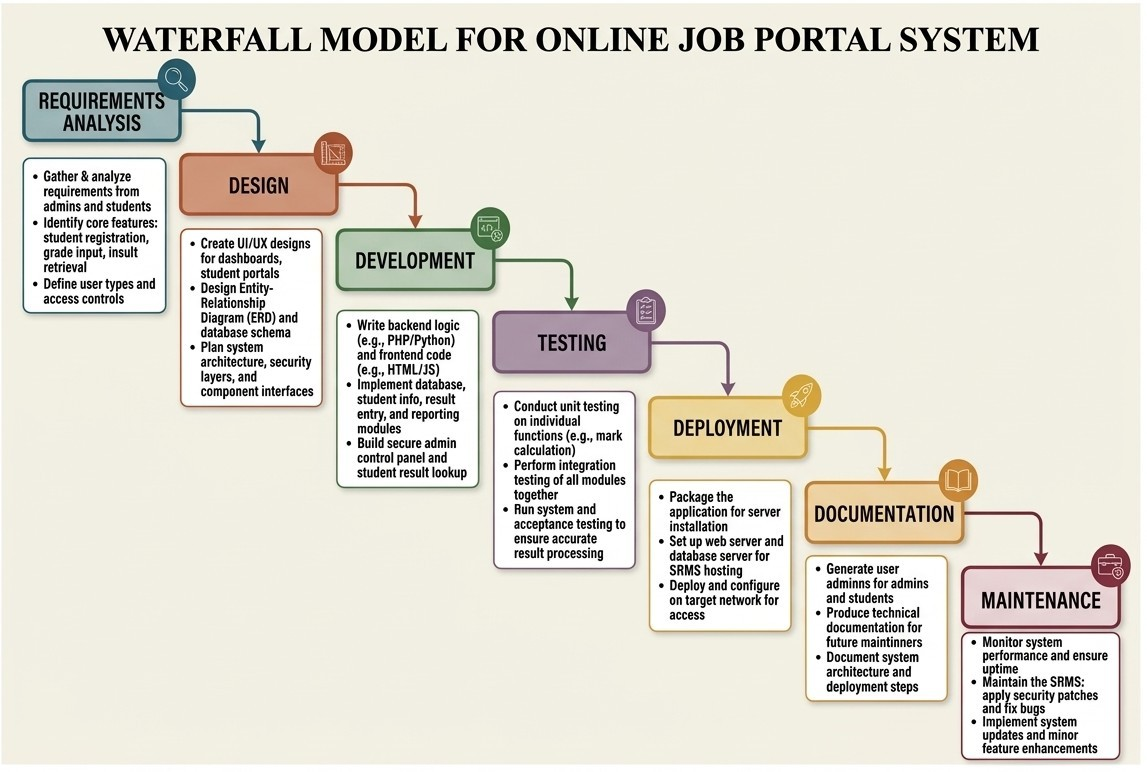 WATERFALL MODEL FOR ONLINE JOB PORTAL SYSTEM
REQUIREMENTS
ANALYSIS
• Gather & analyze
requirements from
admins and students
• Identify core features:
student registration,
grade input, insult
retrieval
• Define user types and
access controls
DESIGN
• Create UI/UX designs
for dashboards,
student portals
• Design Entity-
Relationship
Diagram (ERD) and
database schema
• Plan system
architecture, security
layers, and
component interfaces
DEVELOPMENT
• Write backend logic
(e.g., PHP/Python)
and frontend code
(e.g., HTML/JS)
• Implement database,
student info, result
entry, and reporting
modules
• Build secure admin
control panel and
student result lookup
TESTING
• Conduct unit testing
on individual
functions (e.g., mark
calculation)
• Perform integration
testing of all modules
together
• Run system and
acceptance testing to
ensure accurate
result processing
DEPLOYMENT
• Package the
application for server
installation
• Set up web server and
database server for
SRMS hosting
• Deploy and configure
on target network for
access
DOCUMENTATION
• Generate user
adminns for admins
and students
• Produce technical
documentation for
future maintinners
• Document system
architecture and
deployment steps
MAINTENANCE
• Monitor system
performance and ensure
uptime
• Maintain the SRMS:
apply security patches
and fix bugs
• Implement system
updates and minor
feature enhancements